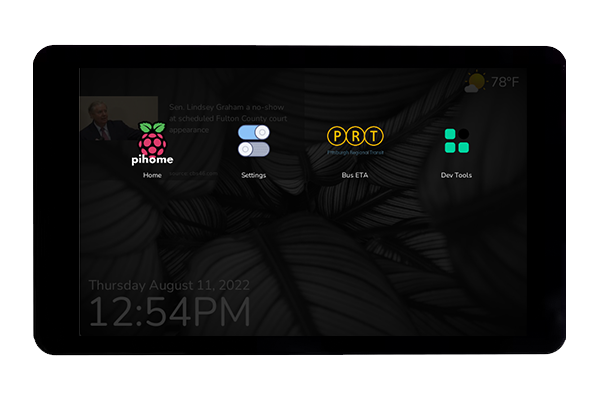 78°F
Sen. Lindsey Graham a no-show
at scheduled Fulton County court
appearance
PRT
Pittsburgh Regional Transit
pihome
Home
Settings
Bus ETA
Dev Tools
Thursday August 11, 2022
12:54PM